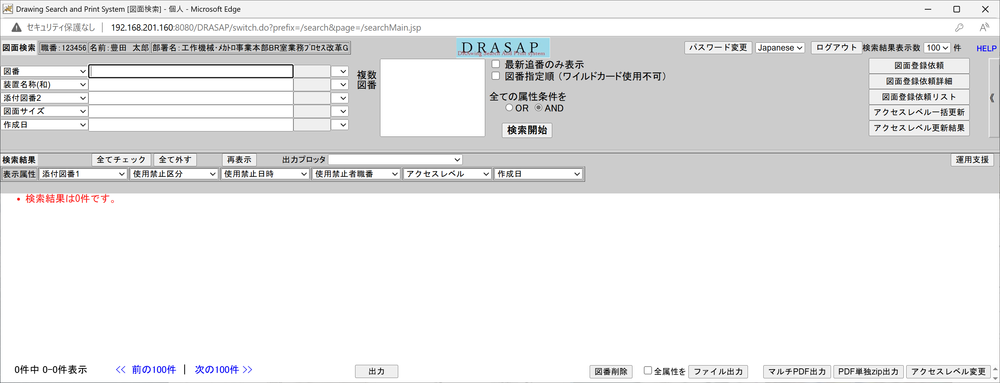 Drawing Search and Print System [図面検索] - 個人 - Microsoft Edge
セキュリティ保護なし 192.168.201.160:8080/DRASAP/switch.do?prefix=/search&page=/searchMain.jsp
図面検索 職番:123456 名前:豊田 太郎 部署名:工作機械・ﾒｶﾄﾛ事業本部BR室業務ﾌﾟﾛｾｽ改革G DRASAP パスワード変更 Japanese ログアウト 検索結果表示数 100 件 HELP
DRAwing Search And Print system
図番 複数 最新追番のみ表示 図面登録依頼
装置名称(和) 図番 図番指定順 (ワイルドカード使用不可) 図面登録依頼詳細
添付図番2 全ての属性条件を 図面登録依頼リスト 《
図面サイズ OR AND アクセスレベル一括更新
作成日 検索開始 アクセスレベル更新結果
検索結果 全てチェック 全て外す 再表示 出力プロッタ 運用支援
表示属性 添付図番1 使用禁止区分 使用禁止日時 使用禁止者職番 アクセスレベル 作成日
• 検索結果は0件です。
0件中 0-0件表示 << 前の100件 | 次の100件 >> 出力 図番削除 全属性を ファイル出力 マルチPDF出力 PDF単独zip出力 アクセスレベル変更